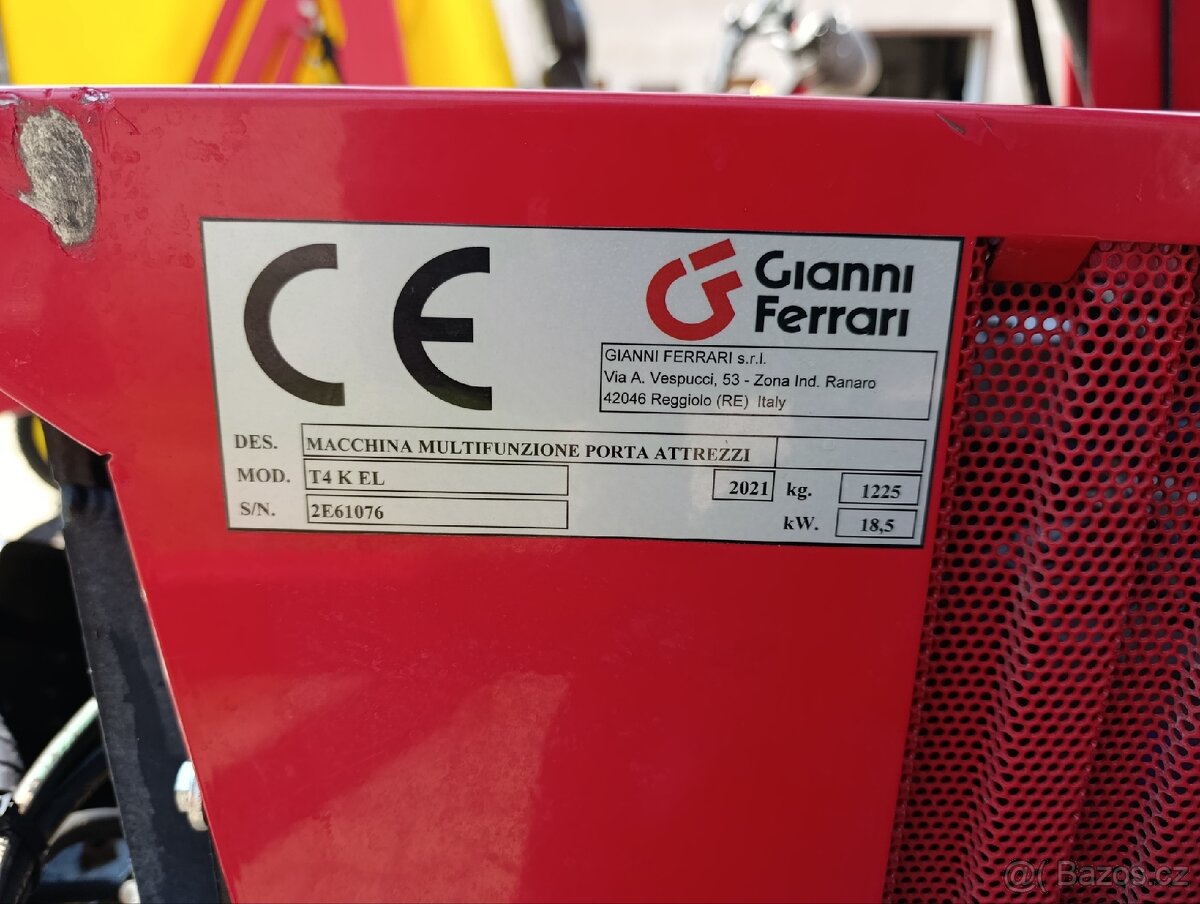 CE
Gianni
Ferrari
GIANNI FERRARI s.r.l.
Via A. Vespucci, 53 - Zona Ind. Ranaro
42046 Reggiolo (RE) Italy
DES. MACCHINA MULTIFUNZIONE PORTA ATTREZZI
MOD. T4 K EL 2021 kg. 1225
S/N. 2E61076 kW. 18,5
@( Bazos.cz